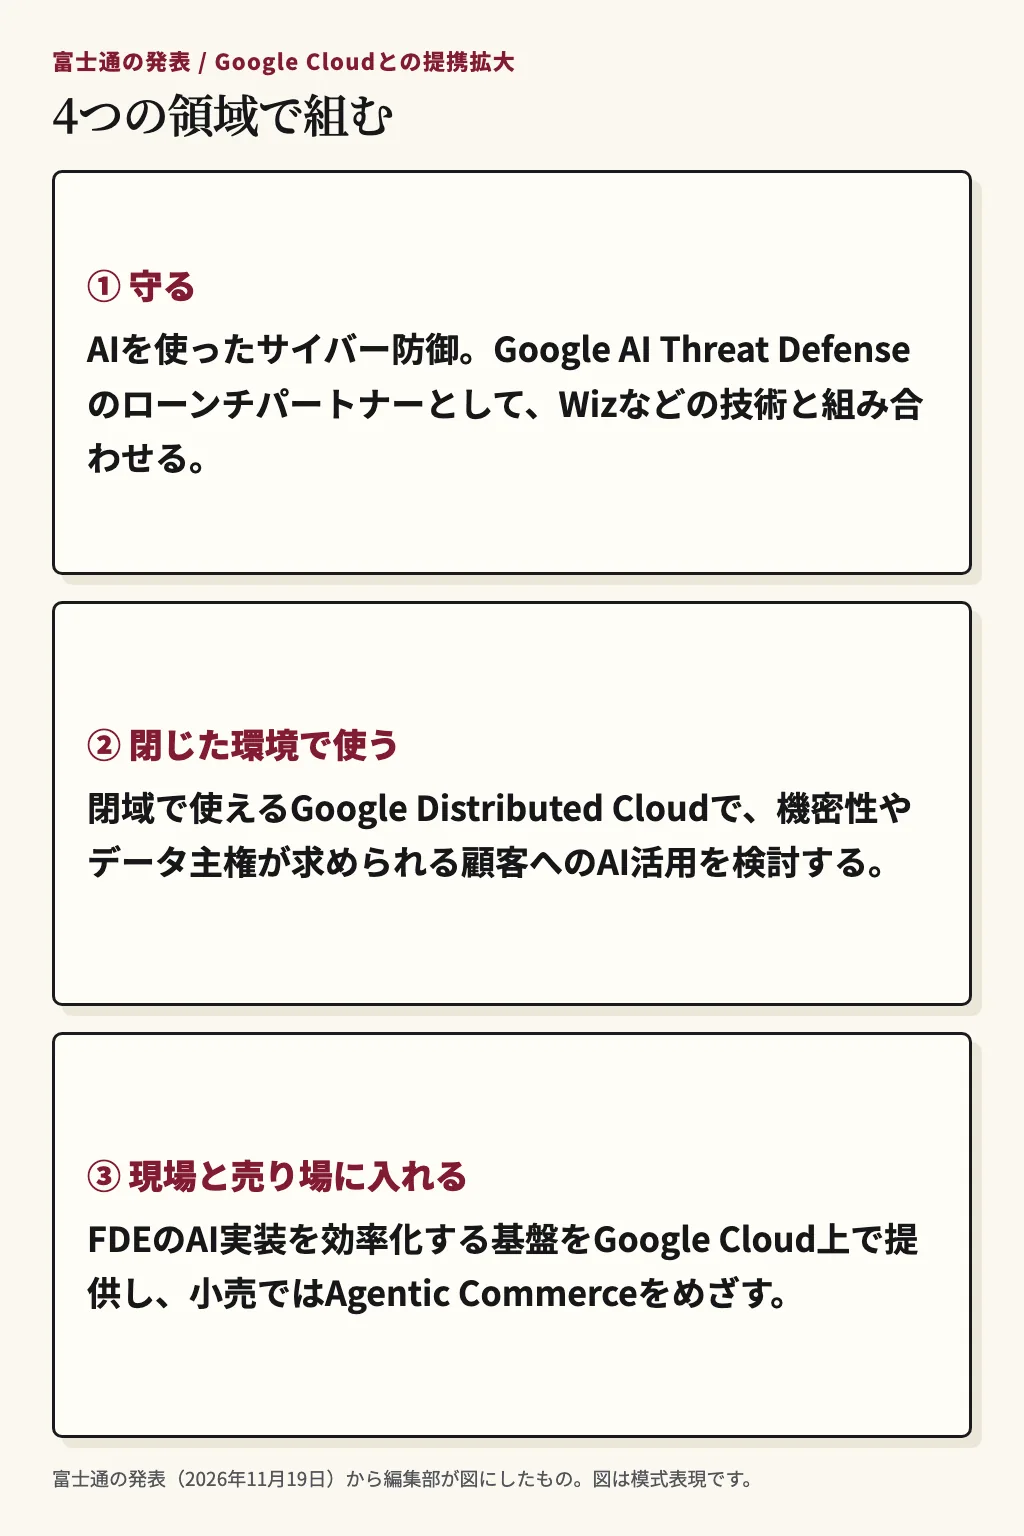 富士通の発表 / Google Cloudとの提携拡大
4つの領域で組む
① 守る
AIを使ったサイバー防御。Google AI Threat Defense
のローンチパートナーとして、Wizなどの技術と組み合
わせる。
② 閉じた環境で使う
閉域で使えるGoogle Distributed Cloudで、機密性や
データ主権が求められる顧客へのAI活用を検討する。
③ 現場と売り場に入れる
FDEのAI実装を効率化する基盤をGoogle Cloud上で提
供し、小売ではAgentic Commerceをめざす。
富士通の発表（2026年11月19日）から編集部が図にしたもの。図は模式表現です。